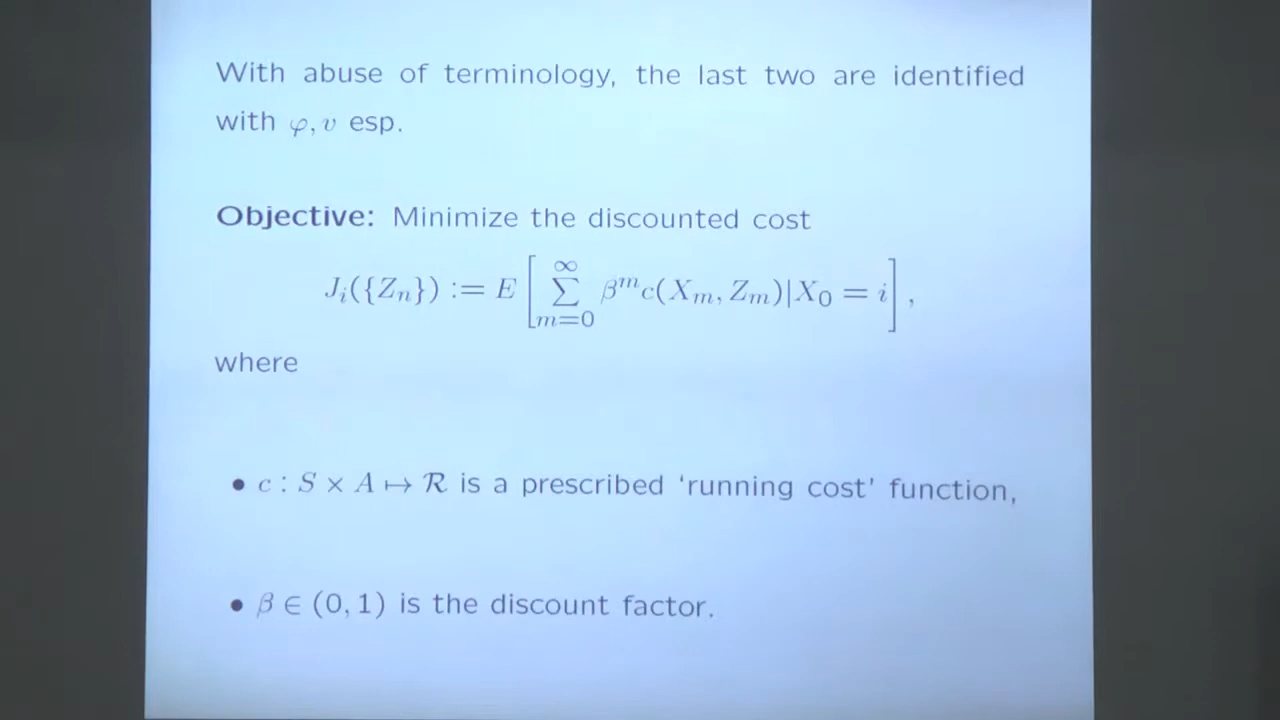 With abuse of terminology, the last two are identified
with φ, v esp.
Objective: Minimize the discounted cost
J_i({Z_n}) := E[∑_{m=0}^{∞} β^m c(X_m, Z_m)|X_0 = i],
where
• c : S × A ↦ R is a prescribed ‘running cost’ function,
• β ∈ (0, 1) is the discount factor.